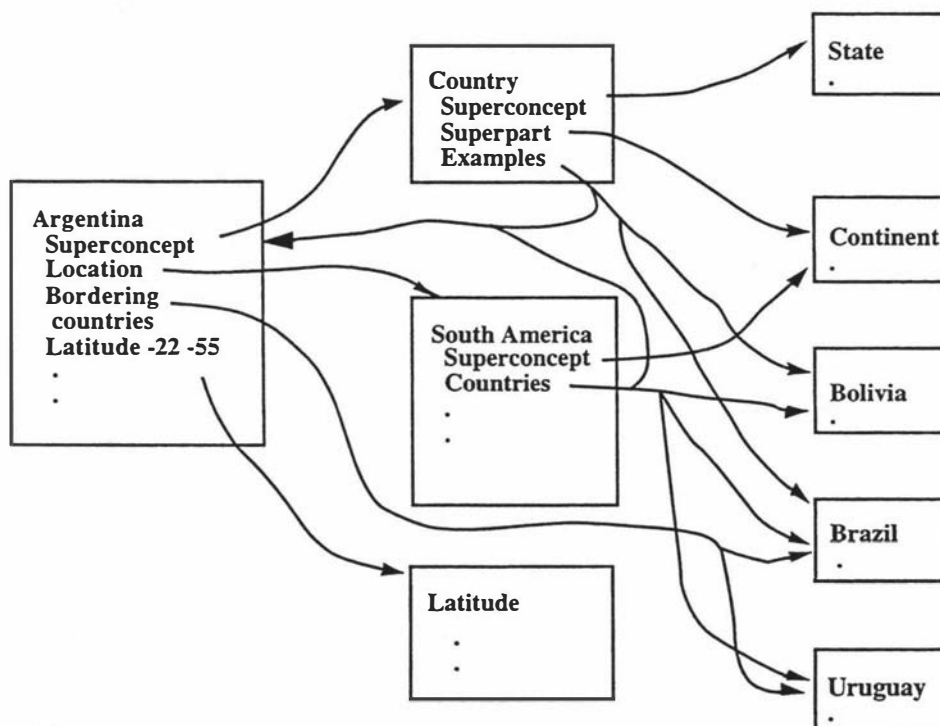 State
Country
Superconcept
Superpart
Examples
Argentina
Superconcept
Location
Bordering
countries
Latitude -22 -55
Continent
South America
Superconcept
Countries
Bolivia
Brazil
Latitude
Uruguay